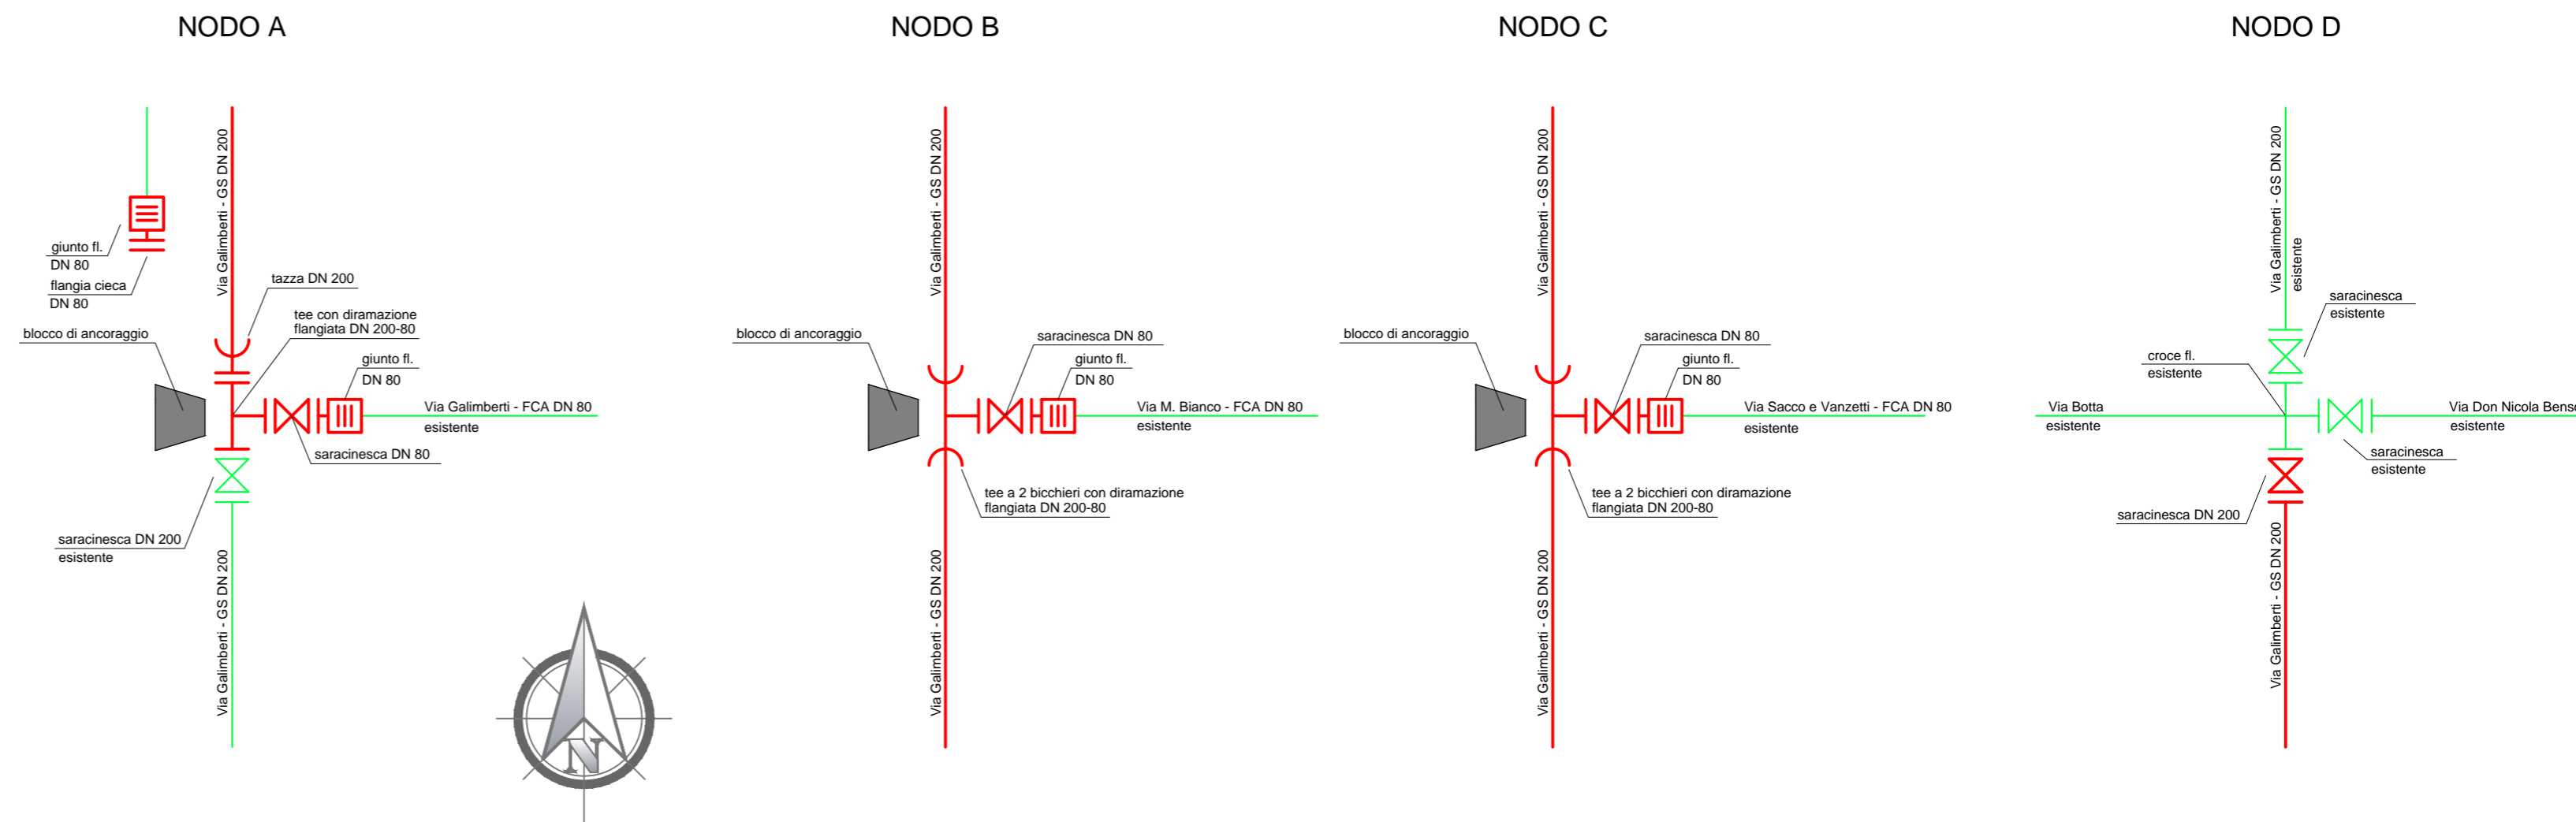 NODO A
Via Galimberti - GS DN 200
giunto fl.
DN 80
flangia cieca
DN 80
tazza DN 200
tee con diramazione
flangiata DN 200-80
blocco di ancoraggio
giunto fl.
DN 80
Via Galimberti - FCA DN 80
esistente
saracinesca DN 80
saracinesca DN 200
esistente
Via Galimberti - GS DN 200
N
NODO B
Via Galimberti - GS DN 200
blocco di ancoraggio
saracinesca DN 80
giunto fl.
DN 80
Via M. Bianco - FCA DN 80
esistente
tee a 2 bicchieri con diramazione
flangiata DN 200-80
Via Galimberti - GS DN 200
NODO C
Via Galimberti - GS DN 200
blocco di ancoraggio
saracinesca DN 80
giunto fl.
DN 80
Via Sacco e Vanzetti - FCA DN 80
esistente
tee a 2 bicchieri con diramazione
flangiata DN 200-80
Via Galimberti - GS DN 200
NODO D
Via Galimberti - GS DN 200
esistente
saracinesca
esistente
croce fl.
esistente
Via Botta
esistente
Via Don Nicola Benso
esistente
saracinesca
esistente
saracinesca DN 200
Via Galimberti - GS DN 200